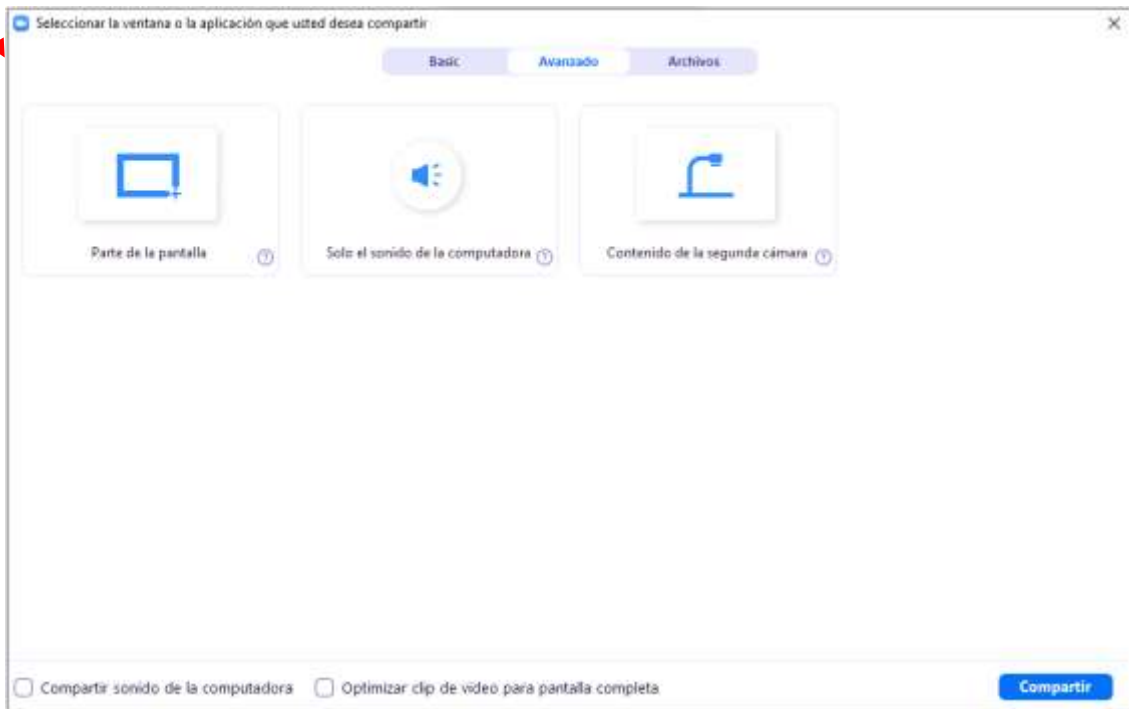 Seleccionar la ventana o la aplicación que usted desea compartir
Basic Avanzado Archivos
Parte de la pantalla
Solo el sonido de la computadora
Contenido de la segunda cámara
Compartir sonido de la computadora
Optimizar clip de video para pantalla completa
Compartir